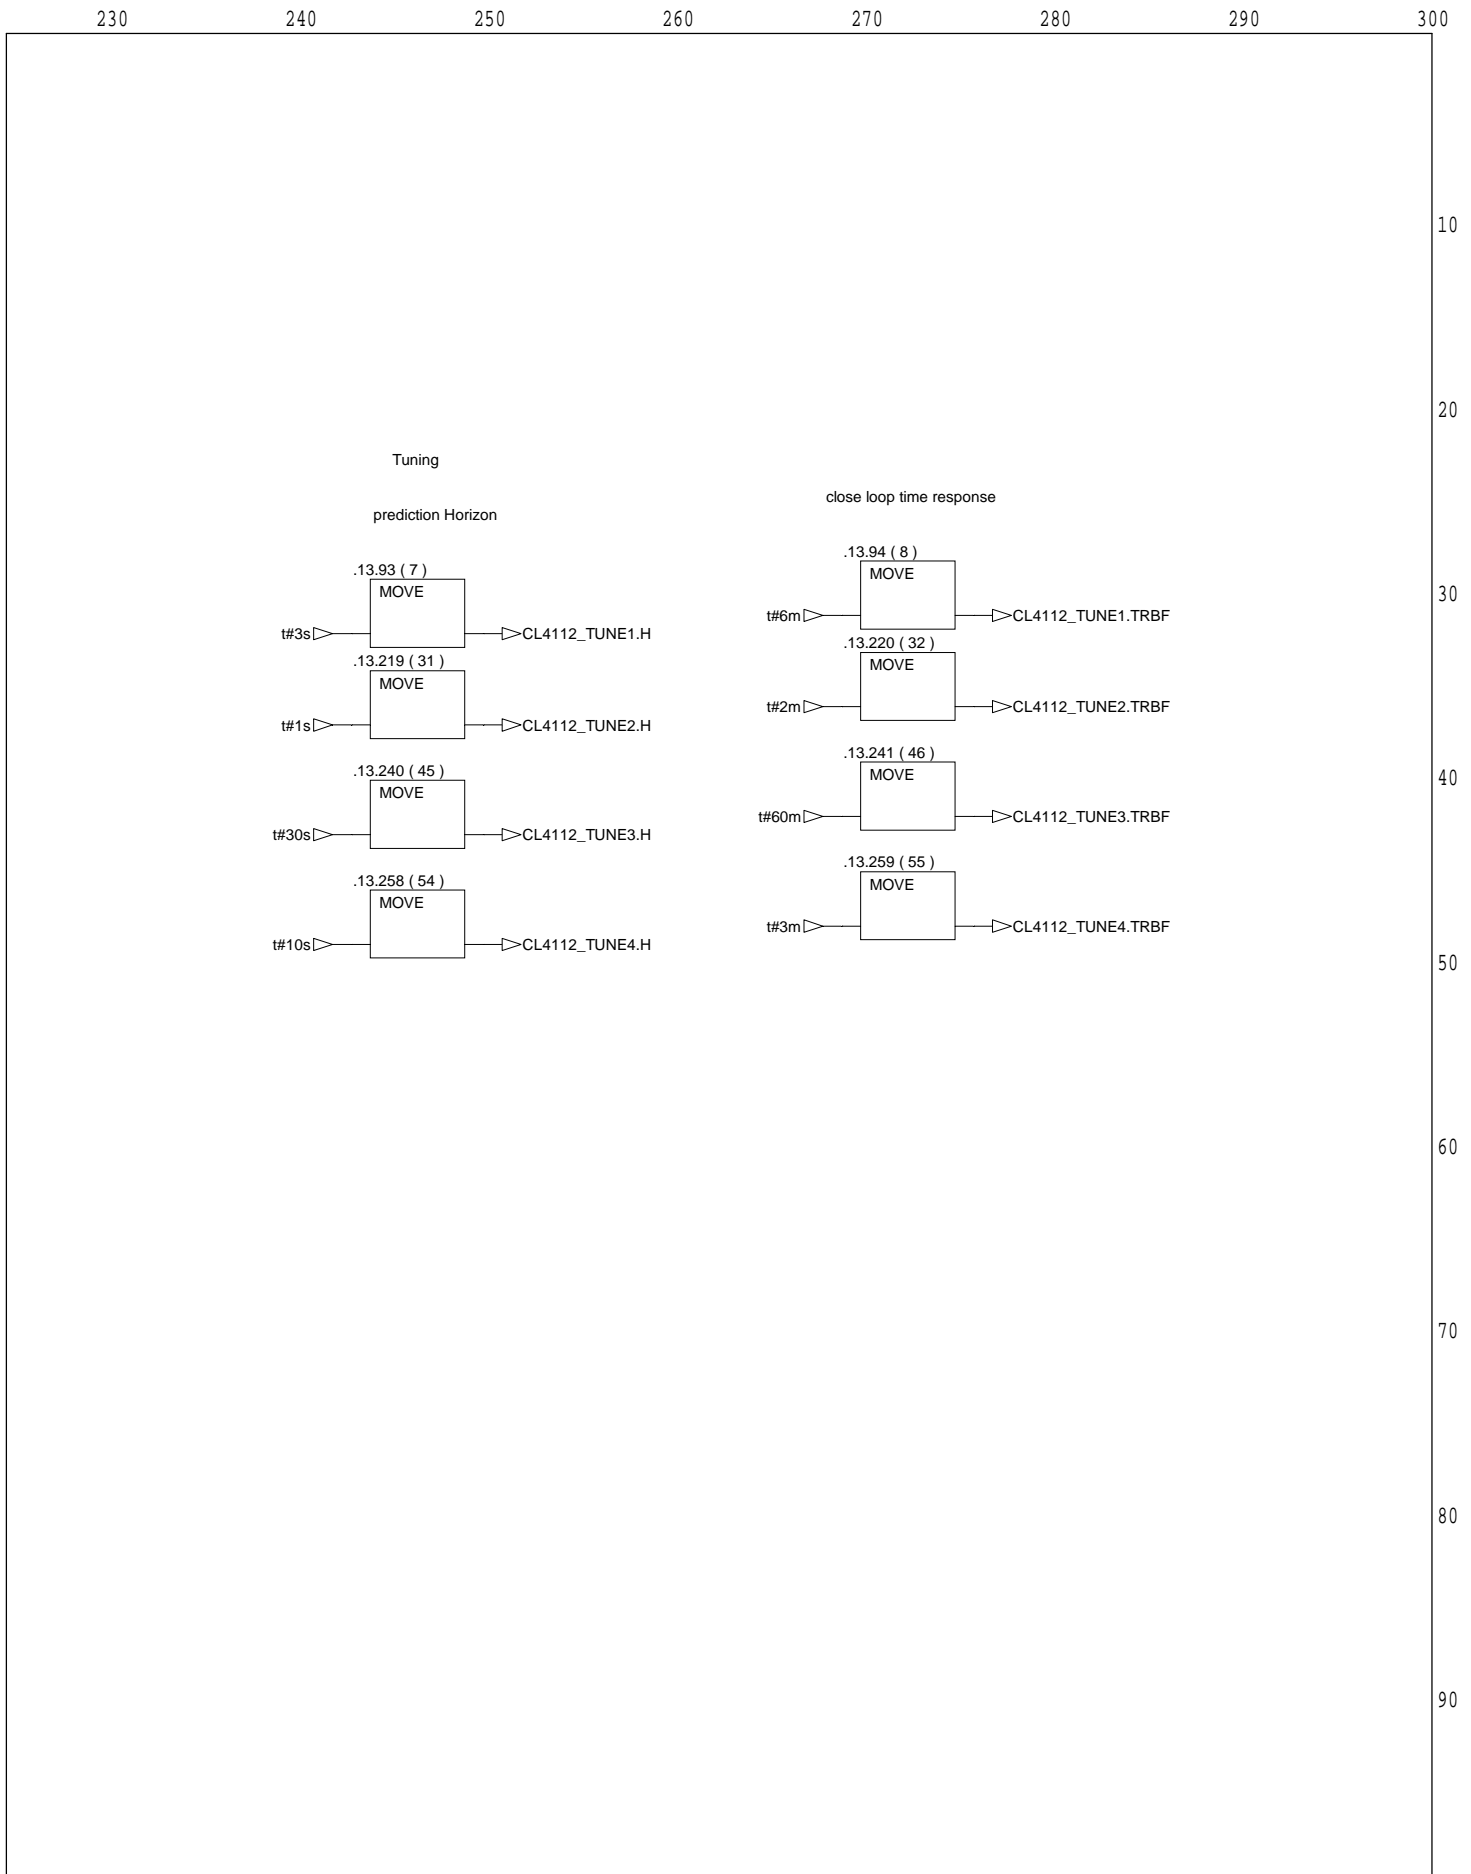 230 240 250 260 270 280 290 300
10
20
Tuning
close loop time response
prediction Horizon
.13.94 ( 8 )
MOVE
.13.93 ( 7 )
MOVE
30
t#6m CL4112_TUNE1.TRBF
t#3s CL4112_TUNE1.H
.13.220 ( 32 )
MOVE
.13.219 ( 31 )
MOVE
t#2m CL4112_TUNE2.TRBF
t#1s CL4112_TUNE2.H
.13.241 ( 46 )
MOVE
.13.240 ( 45 )
MOVE
40
t#60m CL4112_TUNE3.TRBF
t#30s CL4112_TUNE3.H
.13.259 ( 55 )
MOVE
.13.258 ( 54 )
MOVE
t#3m CL4112_TUNE4.TRBF
t#10s CL4112_TUNE4.H
50
60
70
80
90